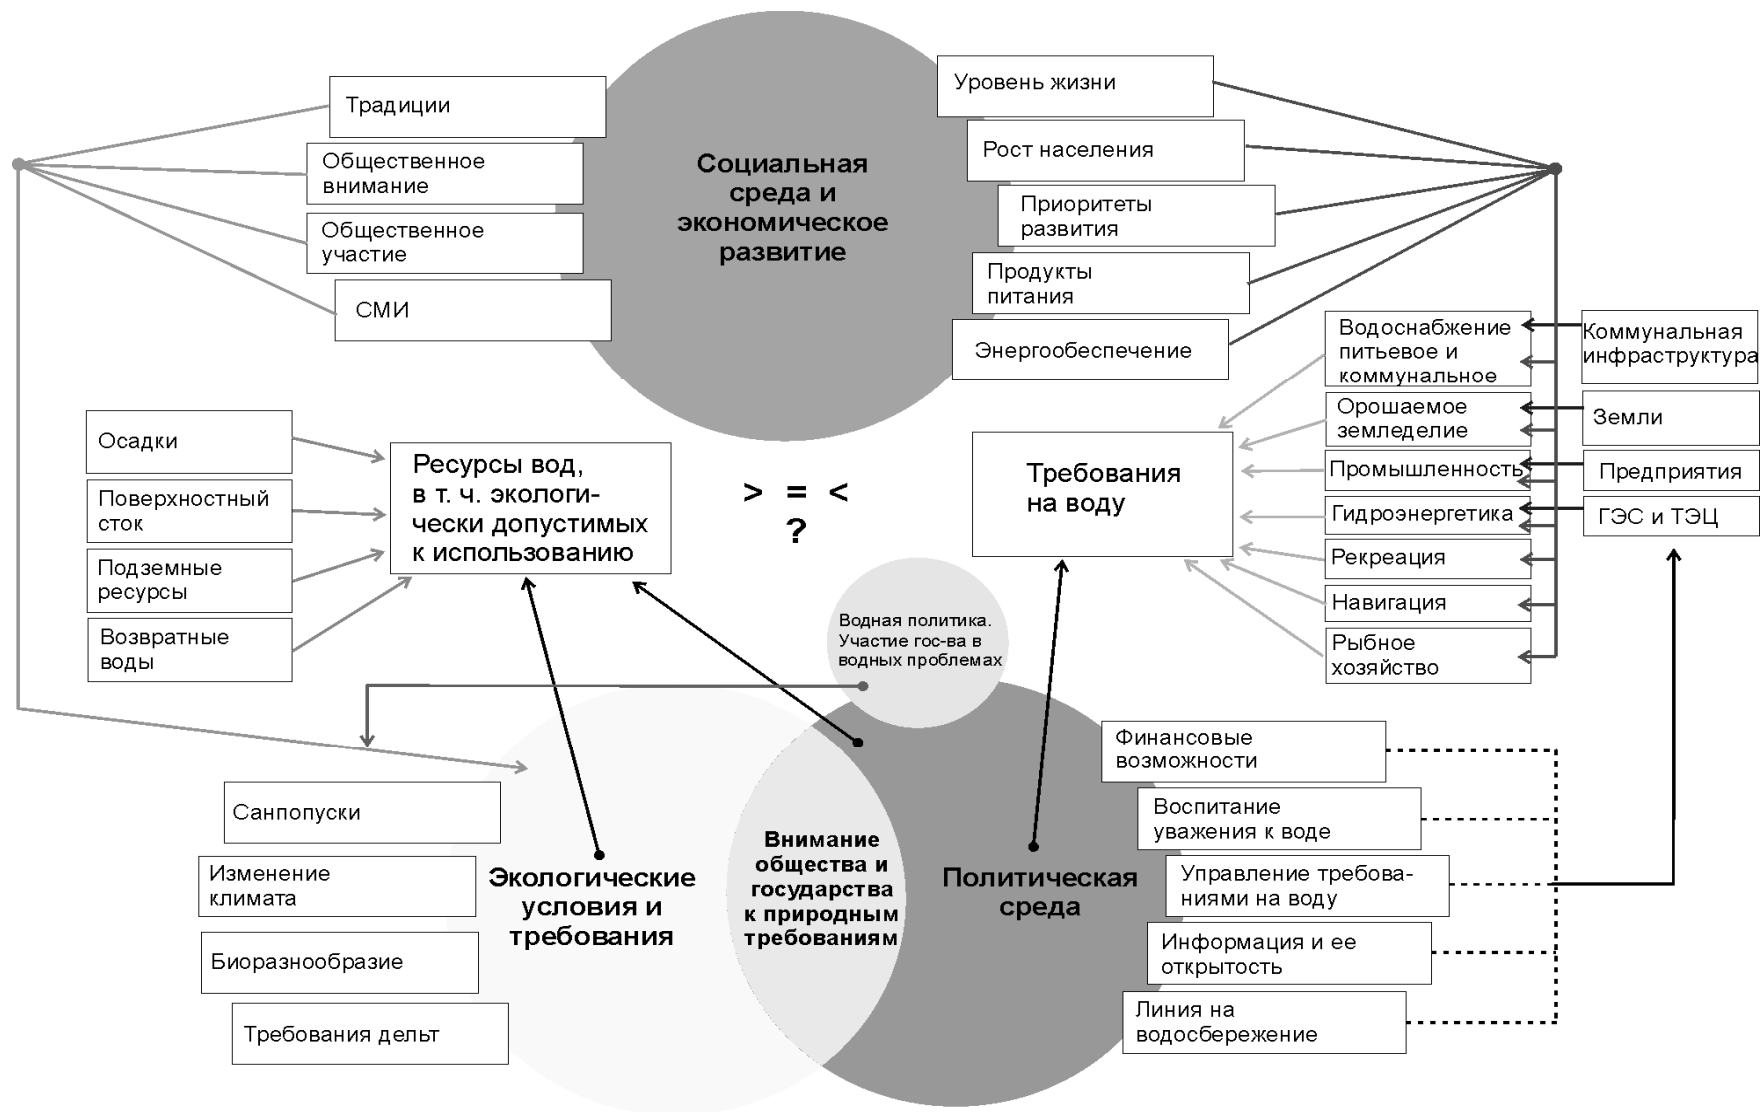 Социальная
среда и
экономическое
развитие
Традиции
Общественное
внимание
Общественное
участие
СМИ
Уровень жизни
Рост населения
Приоритеты
развития
Продукты
питания
Энергообеспечение
Осадки
Поверхностный
сток
Подземные
ресурсы
Возвратные
воды
Ресурсы вод,
в т. ч. экологи-
чески допустимых
к использованию
> = <
?
Требования
на воду
Водоснабжение
питьевое и
коммунальное
Орошаемое
земледелие
Промышленность
Гидроэнергетика
Рекреация
Навигация
Рыбное
хозяйство
Коммунальная
инфраструктура
Земли
Предприятия
ГЭС и ТЭЦ
Водная политика.
Участие гос-ва в
водных проблемах
Санпопуски
Изменение
климата
Биоразнообразие
Требования дельт
Экологические
условия и
требования
Внимание
общества и
государства
к природным
требованиям
Политическая
среда
Финансовые
возможности
Воспитание
уважения к воде
Управление требова-
ниями на воду
Информация и ее
открытость
Линия на
водосбережение